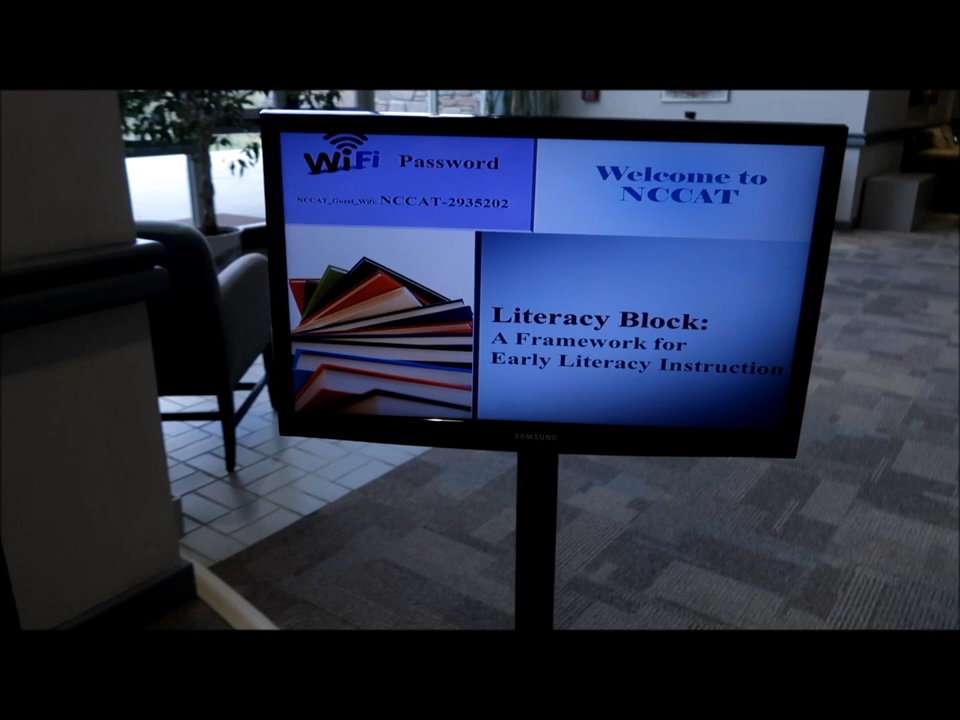 WiFi Password
NCCAT_Guest_Wifi: NCCAT-2935202
Welcome to
NCCAT
Literacy Block:
A Framework for
Early Literacy Instruction
SAMSUNG